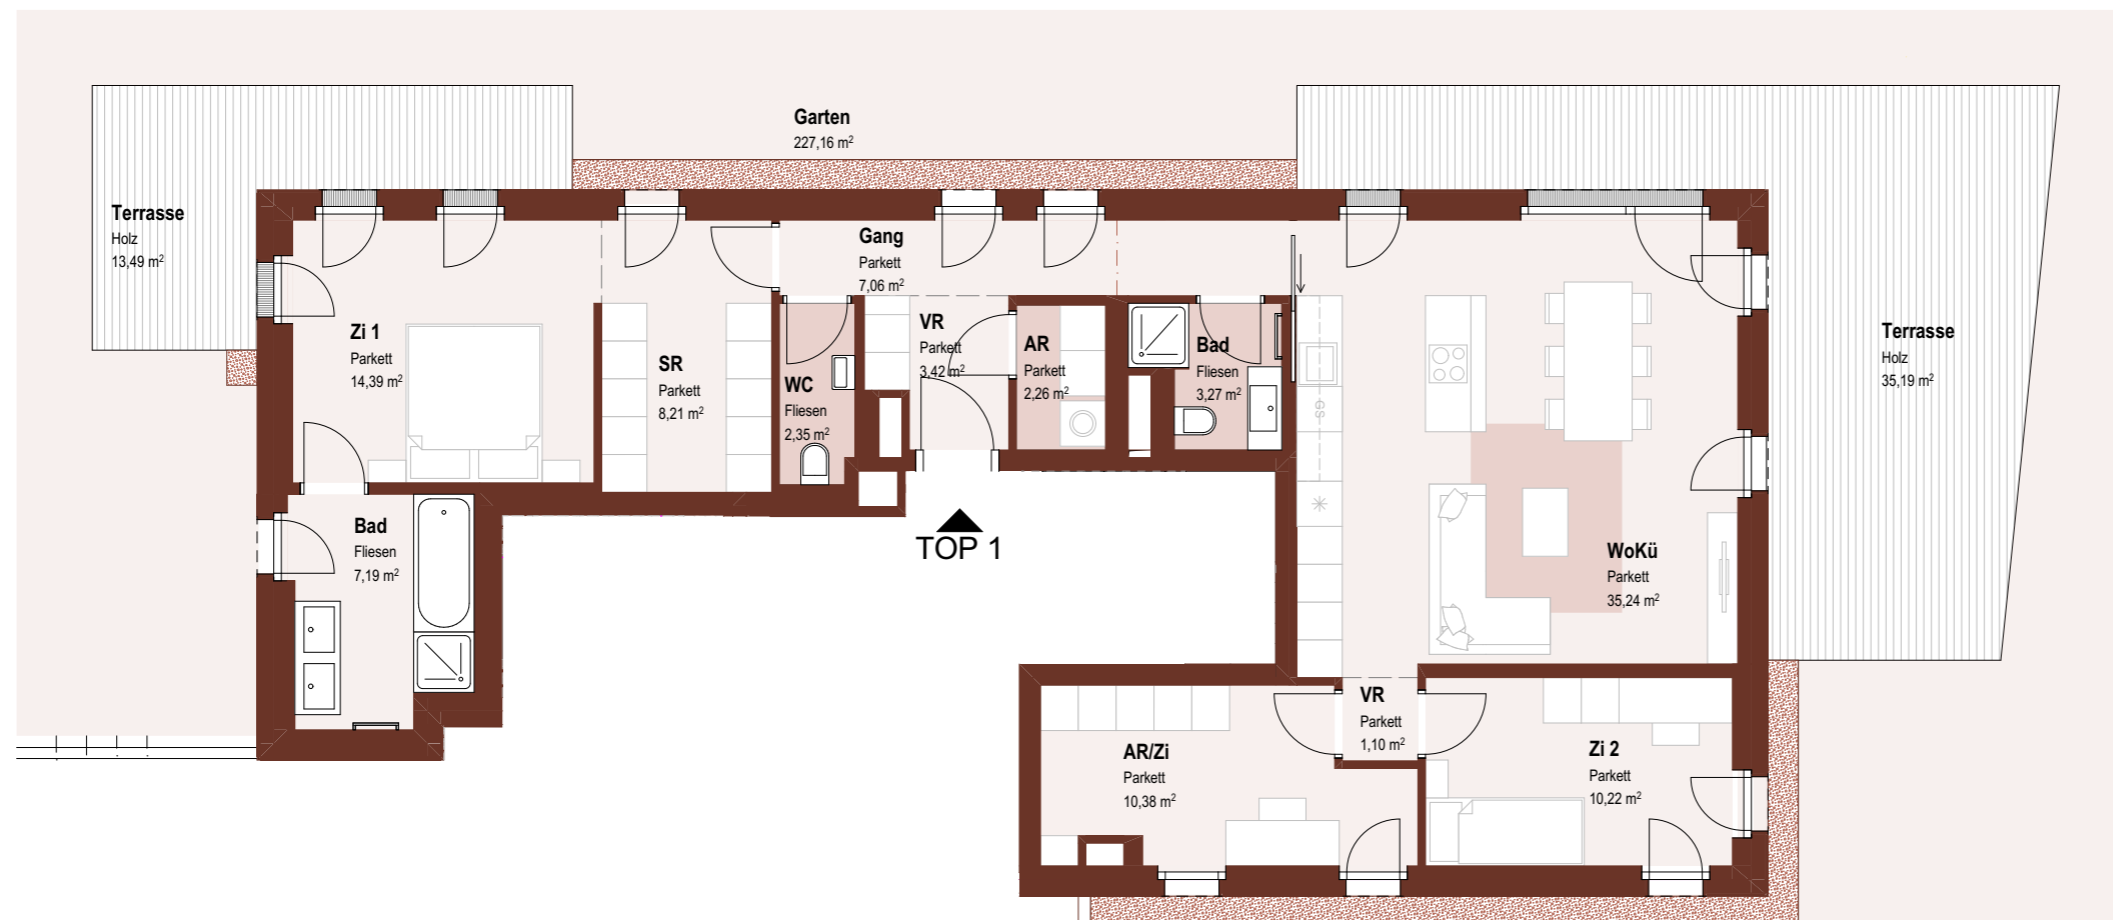 Garten
227,16 m²
Terrasse
Holz
13,49 m²
Gang
Parkett
7,06 m²
Zi 1
Parkett
14,39 m²
SR
Parkett
8,21 m²
WC
Fliesen
2,35 m²
VR
Parkett
3,42 m²
AR
Parkett
2,26 m²
Bad
Fliesen
3,27 m²
GS
Terrasse
Holz
35,19 m²
Bad
Fliesen
7,19 m²
TOP 1
WoKü
Parkett
35,24 m²
VR
Parkett
1,10 m²
AR/Zi
Parkett
10,38 m²
Zi 2
Parkett
10,22 m²